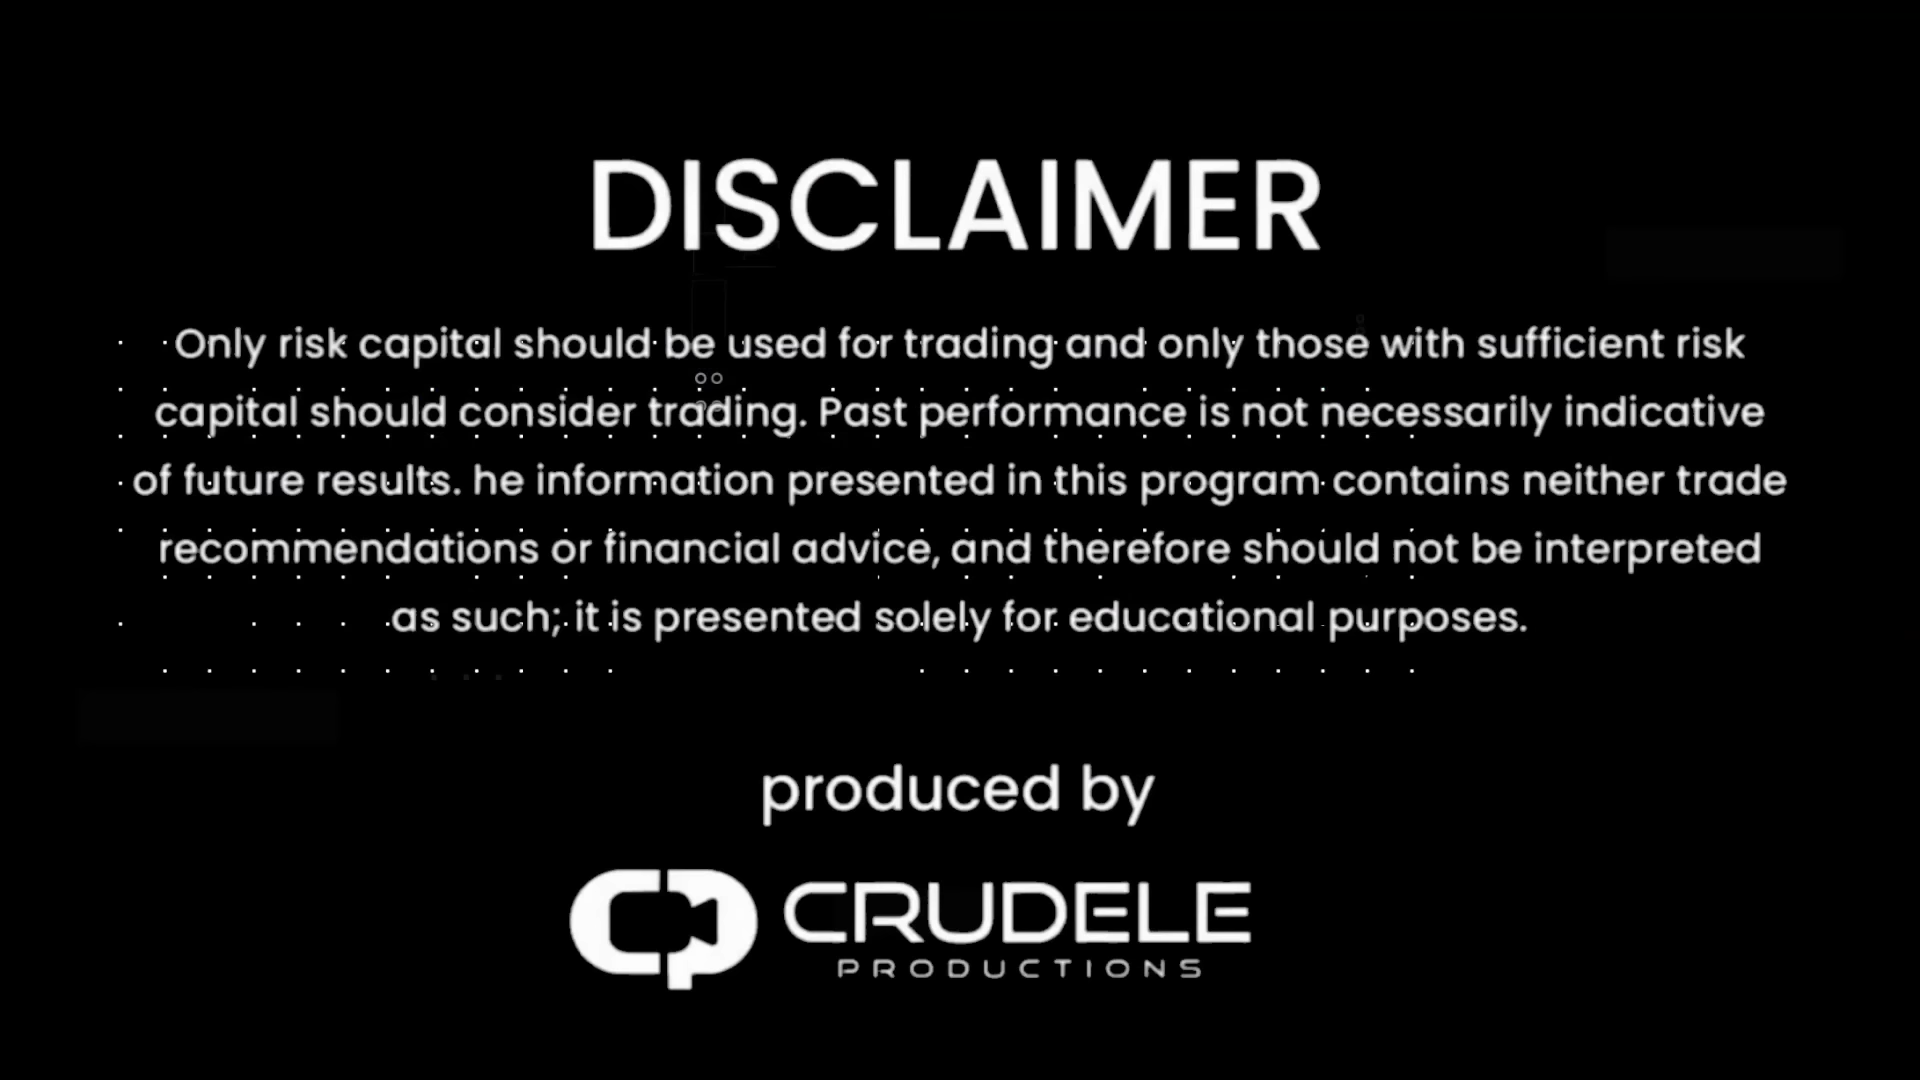 DISCLAIMER
Only risk capital should be used for trading and only those with sufficient risk
capital should consider trading. Past performance is not necessarily indicative
of future results. he information presented in this program contains neither trade
recommendations or financial advice, and therefore should not be interpreted
as such; it is presented solely for educational purposes.
produced by
CRUDELE
PRODUCTIONS